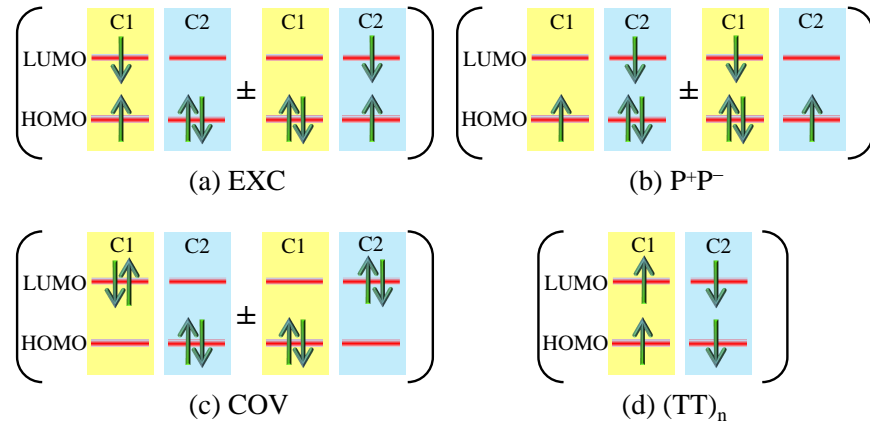 C1 C2 C1 C2
LUMO
±
HOMO
(a) EXC
C1 C2 C1 C2
LUMO
±
HOMO
(b) P⁺P⁻
C1 C2 C1 C2
LUMO
±
HOMO
(c) COV
C1 C2
LUMO
HOMO
(d) (TT)ₙ